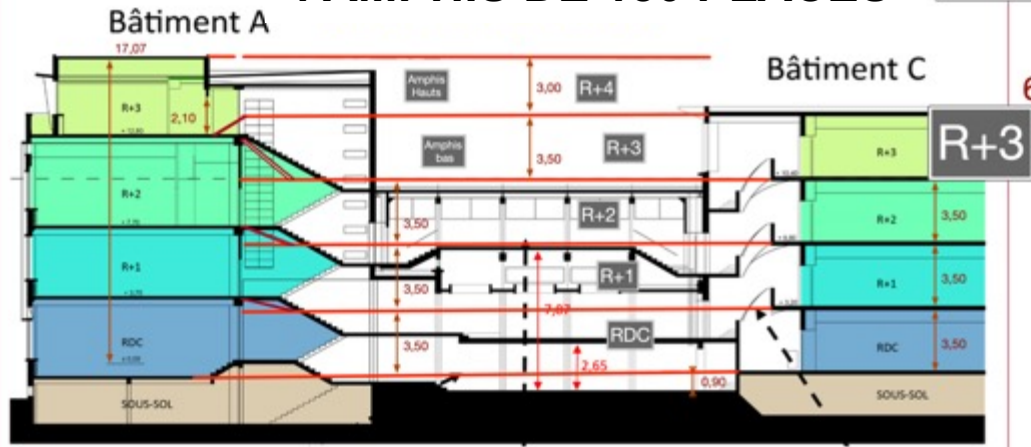 Bâtiment A
17,07
Amphis
Hauts
3,00
R+4
Bâtiment C
R+3
2,10
Amphis
bas
3,50
R+3
R+3
R+3
R+2
3,50
R+2
R+2
3,50
R+1
3,50
R+1
7,87
R+1
3,50
RDC
3,50
RDC
2,65
RDC
3,50
0,90
SOUS-SOL
SOUS-SOL